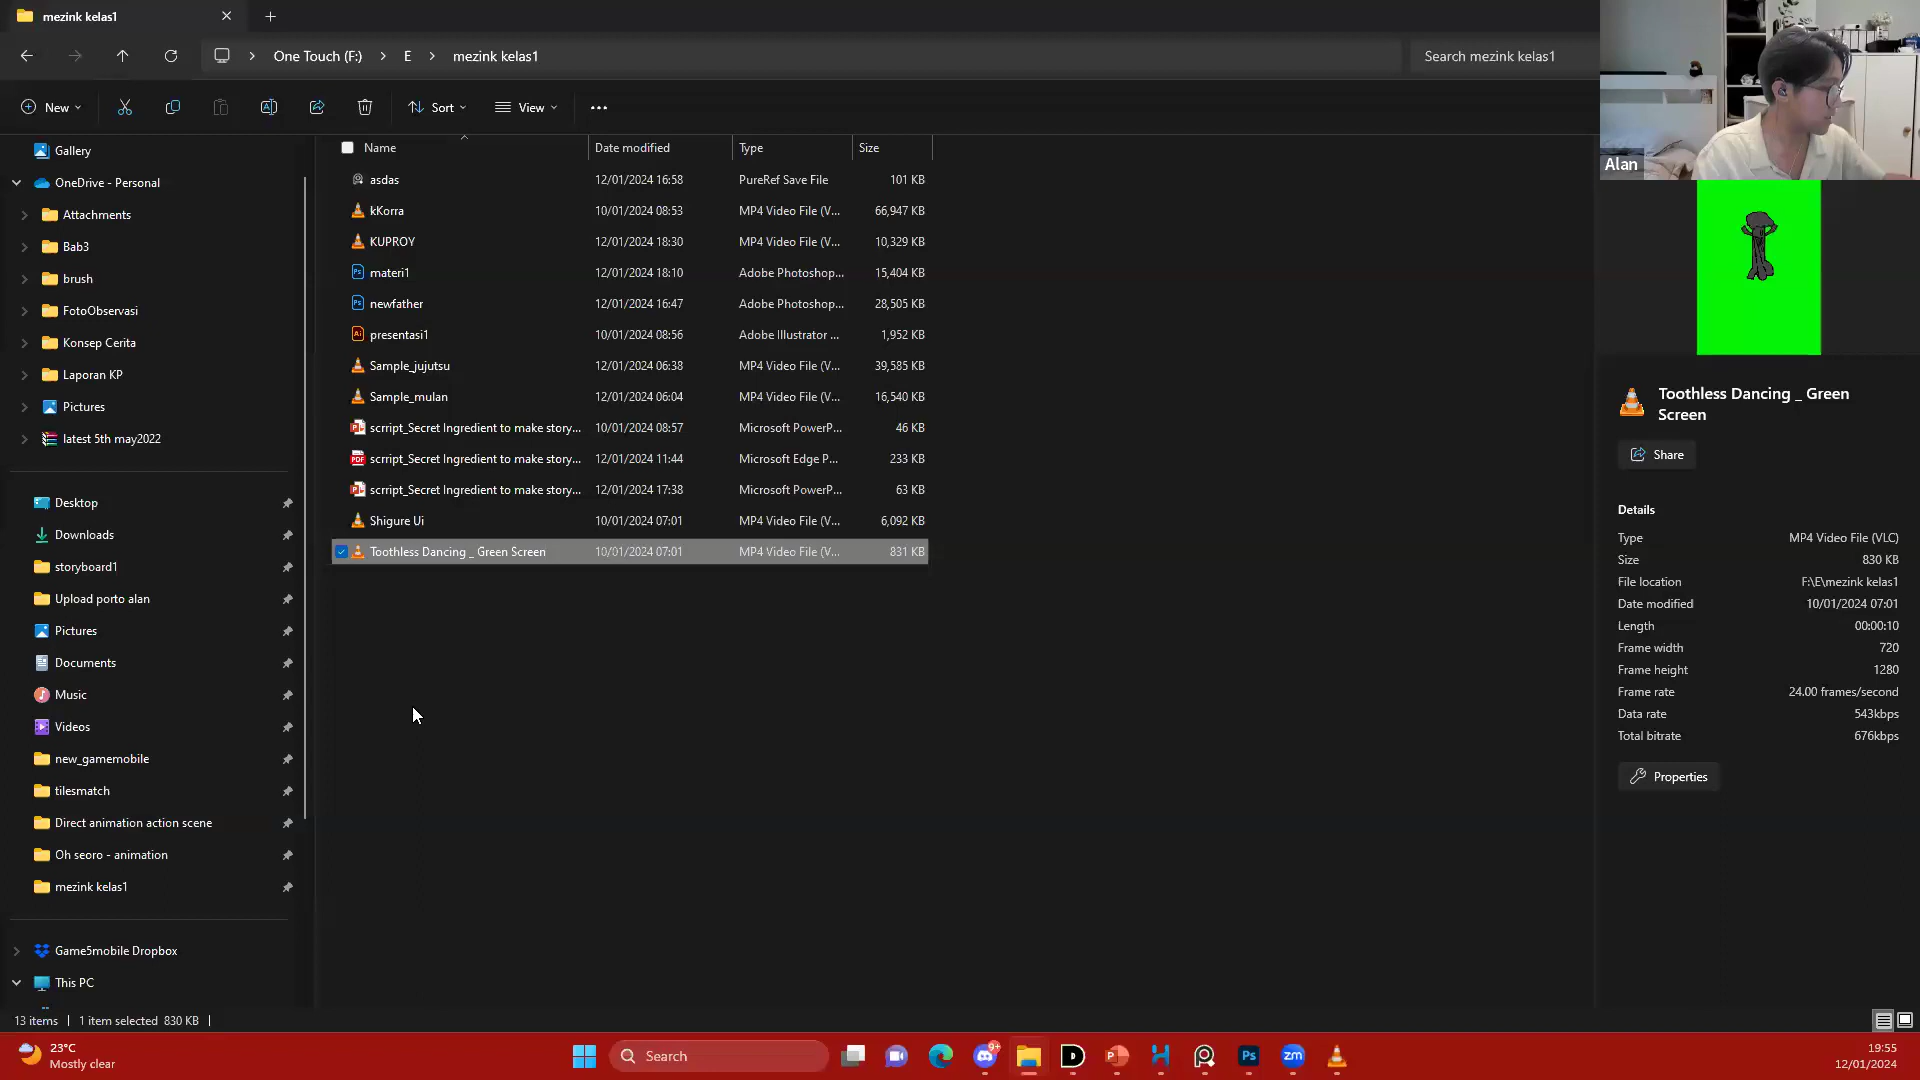 mezink kelas1
One Touch (F:) E mezink kelas1
Search mezink kelas1
New
Sort
View
Gallery
OneDrive - Personal
Attachments
Bab3
brush
FotoObservasi
Konsep Cerita
Laporan KP
Pictures
latest 5th may2022
Desktop
Downloads
storyboard1
Upload porto alan
Pictures
Documents
Music
Videos
new_gamemobile
tilesmatch
Direct animation action scene
Oh seoro - animation
mezink kelas1
Game5mobile Dropbox
This PC
Name Date modified Type Size
asdas 12/01/2024 16:58 PureRef Save File 101 KB
kKorra 10/01/2024 08:53 MP4 Video File (V... 66,947 KB
KUPROY 12/01/2024 18:30 MP4 Video File (V... 10,329 KB
materi1 12/01/2024 18:10 Adobe Photoshop... 15,404 KB
newfather 12/01/2024 16:47 Adobe Photoshop... 28,505 KB
presentasi1 10/01/2024 08:56 Adobe Illustrator ... 1,952 KB
Sample_jujutsu 12/01/2024 06:38 MP4 Video File (V... 39,585 KB
Sample_mulan 12/01/2024 06:04 MP4 Video File (V... 16,540 KB
scrript_Secret Ingredient to make story... 10/01/2024 08:57 Microsoft PowerP... 46 KB
scrript_Secret Ingredient to make story... 12/01/2024 11:44 Microsoft Edge P... 233 KB
scrript_Secret Ingredient to make story... 12/01/2024 17:38 Microsoft PowerP... 63 KB
Shigure Ui 10/01/2024 07:01 MP4 Video File (V... 6,092 KB
Toothless Dancing _ Green Screen 10/01/2024 07:01 MP4 Video File (V... 831 KB
Alan
Toothless Dancing _ Green
Screen
Share
Details
Type MP4 Video File (VLC)
Size 830 KB
File location F:\E\mezink kelas1
Date modified 10/01/2024 07:01
Length 00:00:10
Frame width 720
Frame height 1280
Frame rate 24.00 frames/second
Data rate 543kbps
Total bitrate 676kbps
Properties
13 items | 1 item selected 830 KB |
23°C
Mostly clear
Search
19:55
12/01/2024